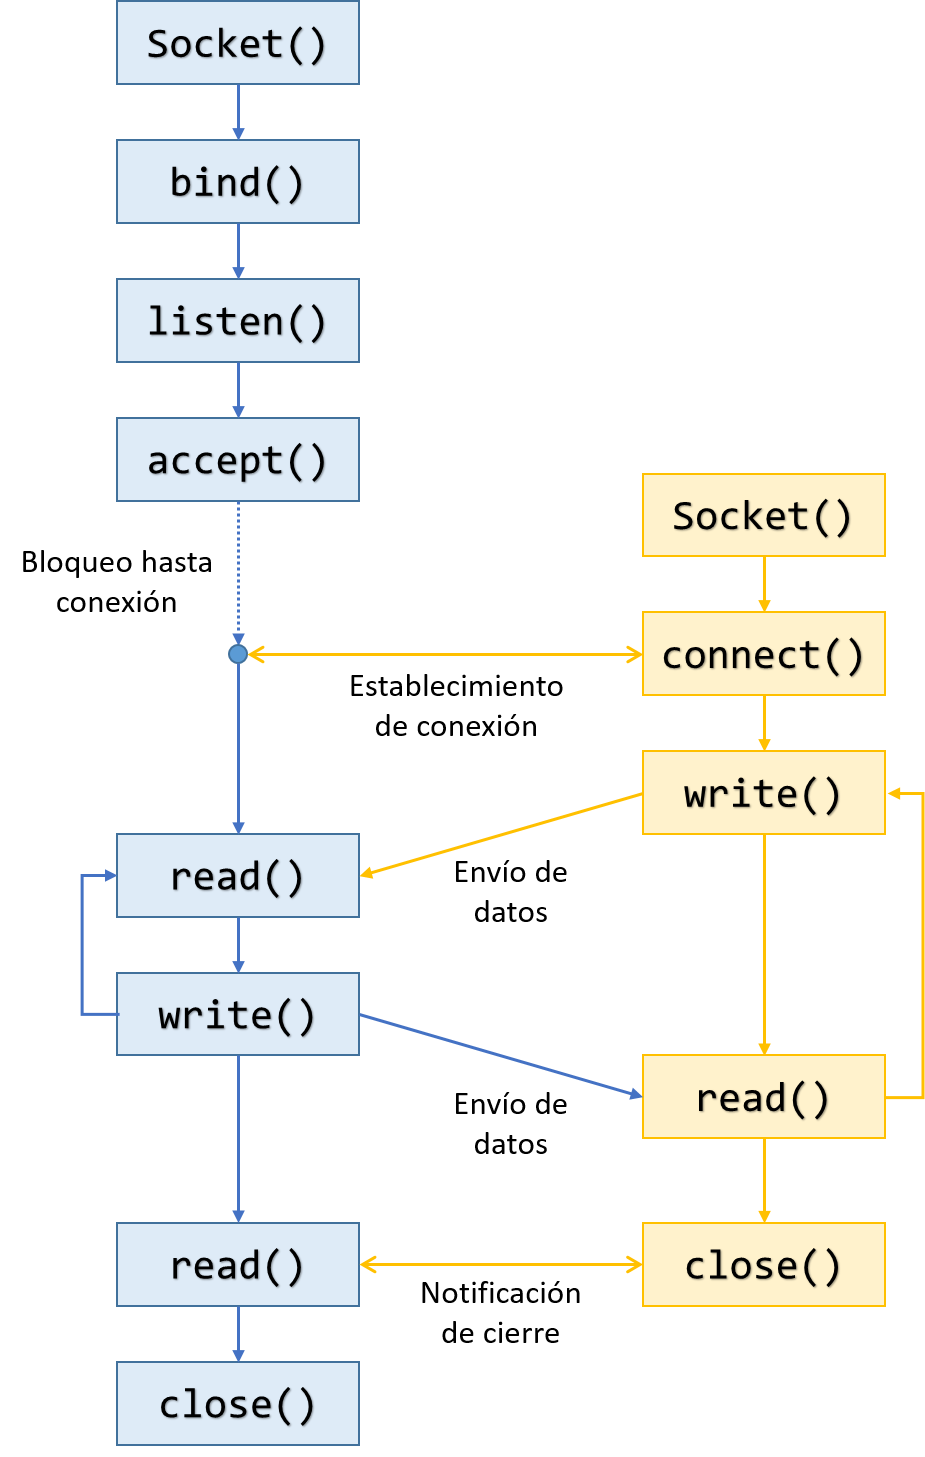 Socket()
bind()
listen()
accept()
Bloqueo hasta
conexión
Socket()
connect()
Establecimiento
de conexión
write()
read()
Envío de
datos
write()
read()
Envío de
datos
read()
close()
Notificación
de cierre
close()